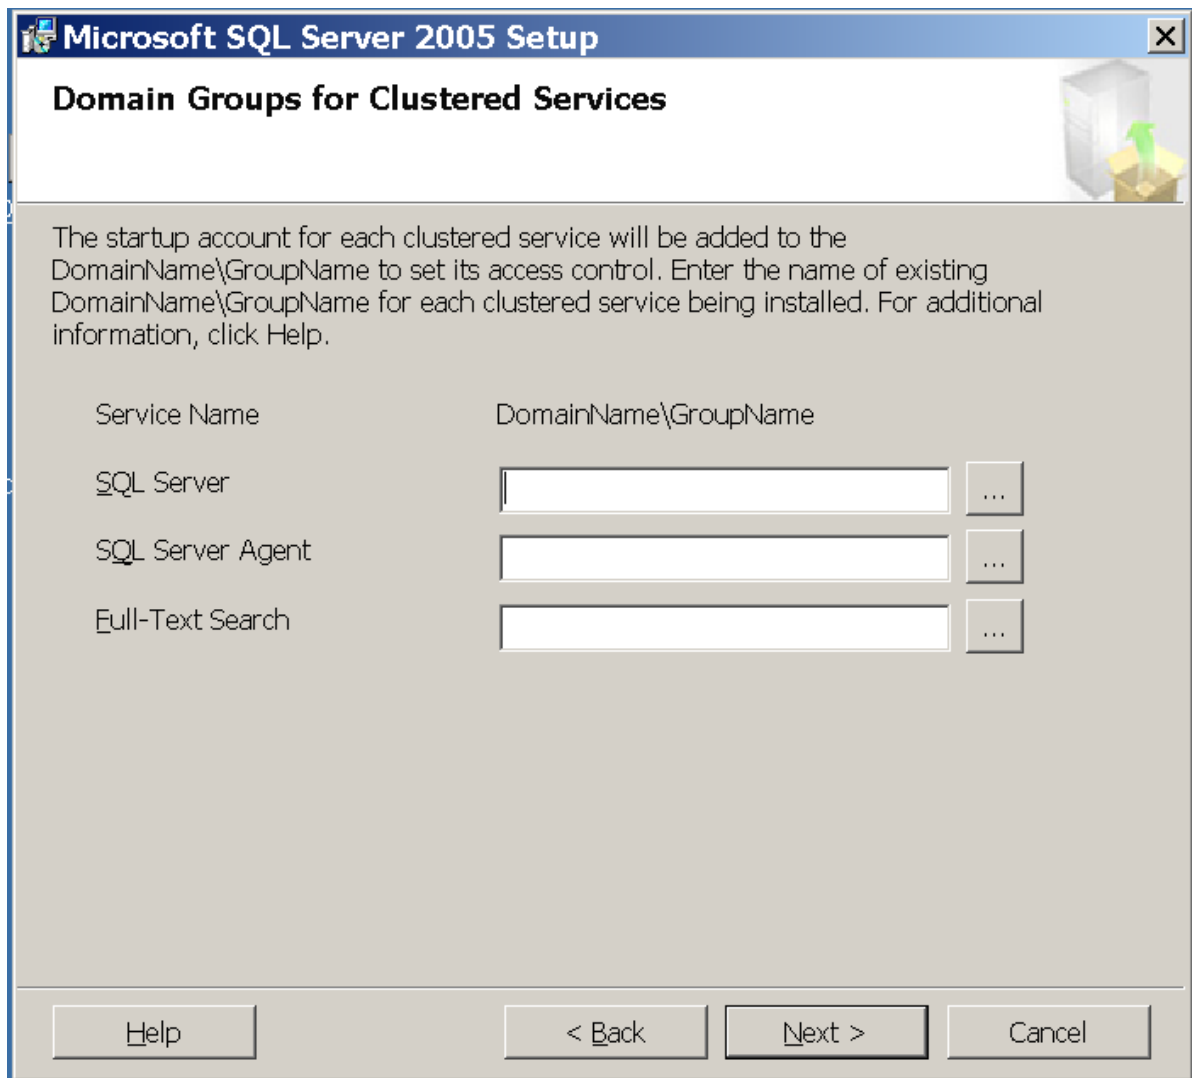 Microsoft SQL Server 2005 Setup
Domain Groups for Clustered Services
The startup account for each clustered service will be added to the
DomainName\GroupName to set its access control. Enter the name of existing
DomainName\GroupName for each clustered service being installed. For additional
information, click Help.
Service Name DomainName\GroupName
SQL Server ...
SQL Server Agent ...
Full-Text Search ...
Help < Back Next > Cancel